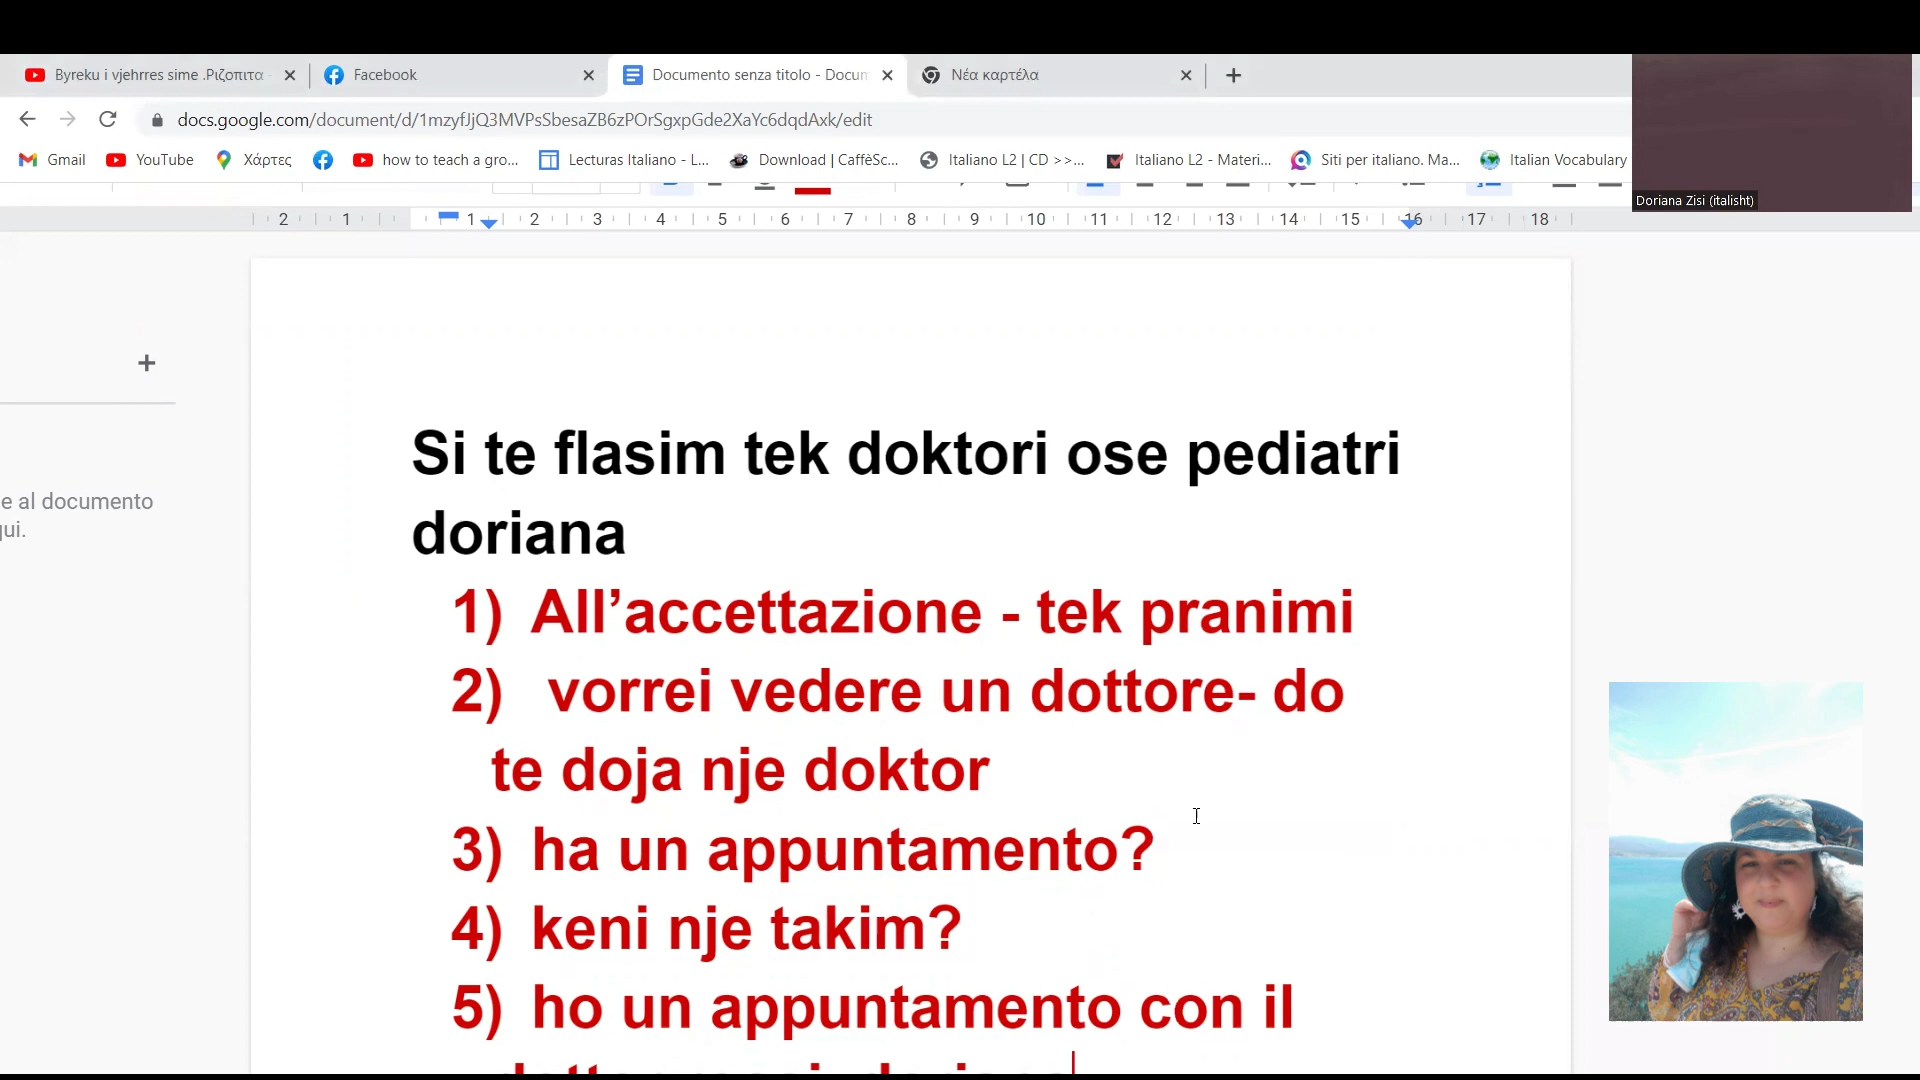 Byreku i vjehrres sime .Ριζοπιτα
Facebook
Documento senza titolo - Docum
Νέα καρτέλα
docs.google.com/document/d/1mzyfJjQ3MVPsSbesaZB6zPOrSgxpGde2XaYc6dqdAxk/edit
Gmail
YouTube
Χάρτες
how to teach a gro...
Lecturas Italiano - L...
Download | CaffèSc...
Italiano L2 | CD >>...
Italiano L2 - Materi...
Siti per italiano. Ma...
Italian Vocabulary
Doriana Zisi (italisht)
2 1 1 2 3 4 5 6 7 8 9 10 11 12 13 14 15 16 17 18
e al documento
qui.
Si te flasim tek doktori ose pediatri
doriana
1) All’accettazione - tek pranimi
2) vorrei vedere un dottore- do
te doja nje doktor
3) ha un appuntamento?
4) keni nje takim?
5) ho un appuntamento con il